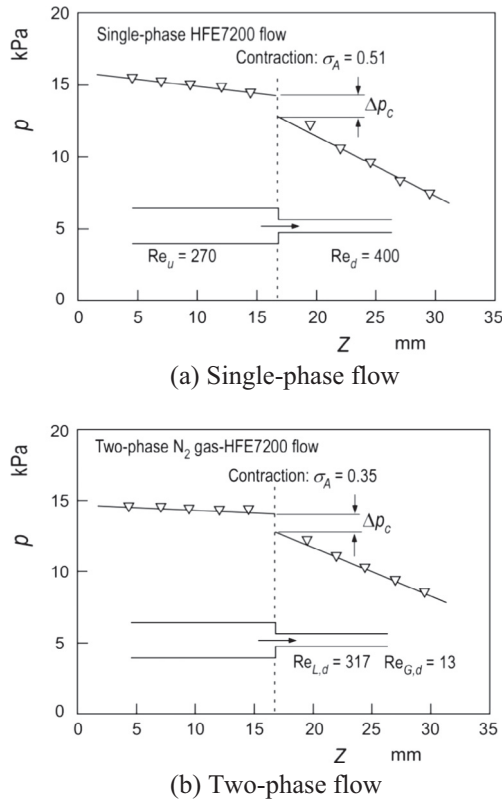 20
kPa
Single-phase HFE7200 flow
Contraction: σA = 0.51
15
Δpc
p
10
5
Reu = 270
Red = 400
0
0 5 10 15 20 25 30 35
Z mm
(a) Single-phase flow
20
kPa
Two-phase N2 gas-HFE7200 flow
Contraction: σA = 0.35
15
Δpc
p
10
5
ReL,d = 317 ReG,d = 13
0
0 5 10 15 20 25 30 35
Z mm
(b) Two-phase flow